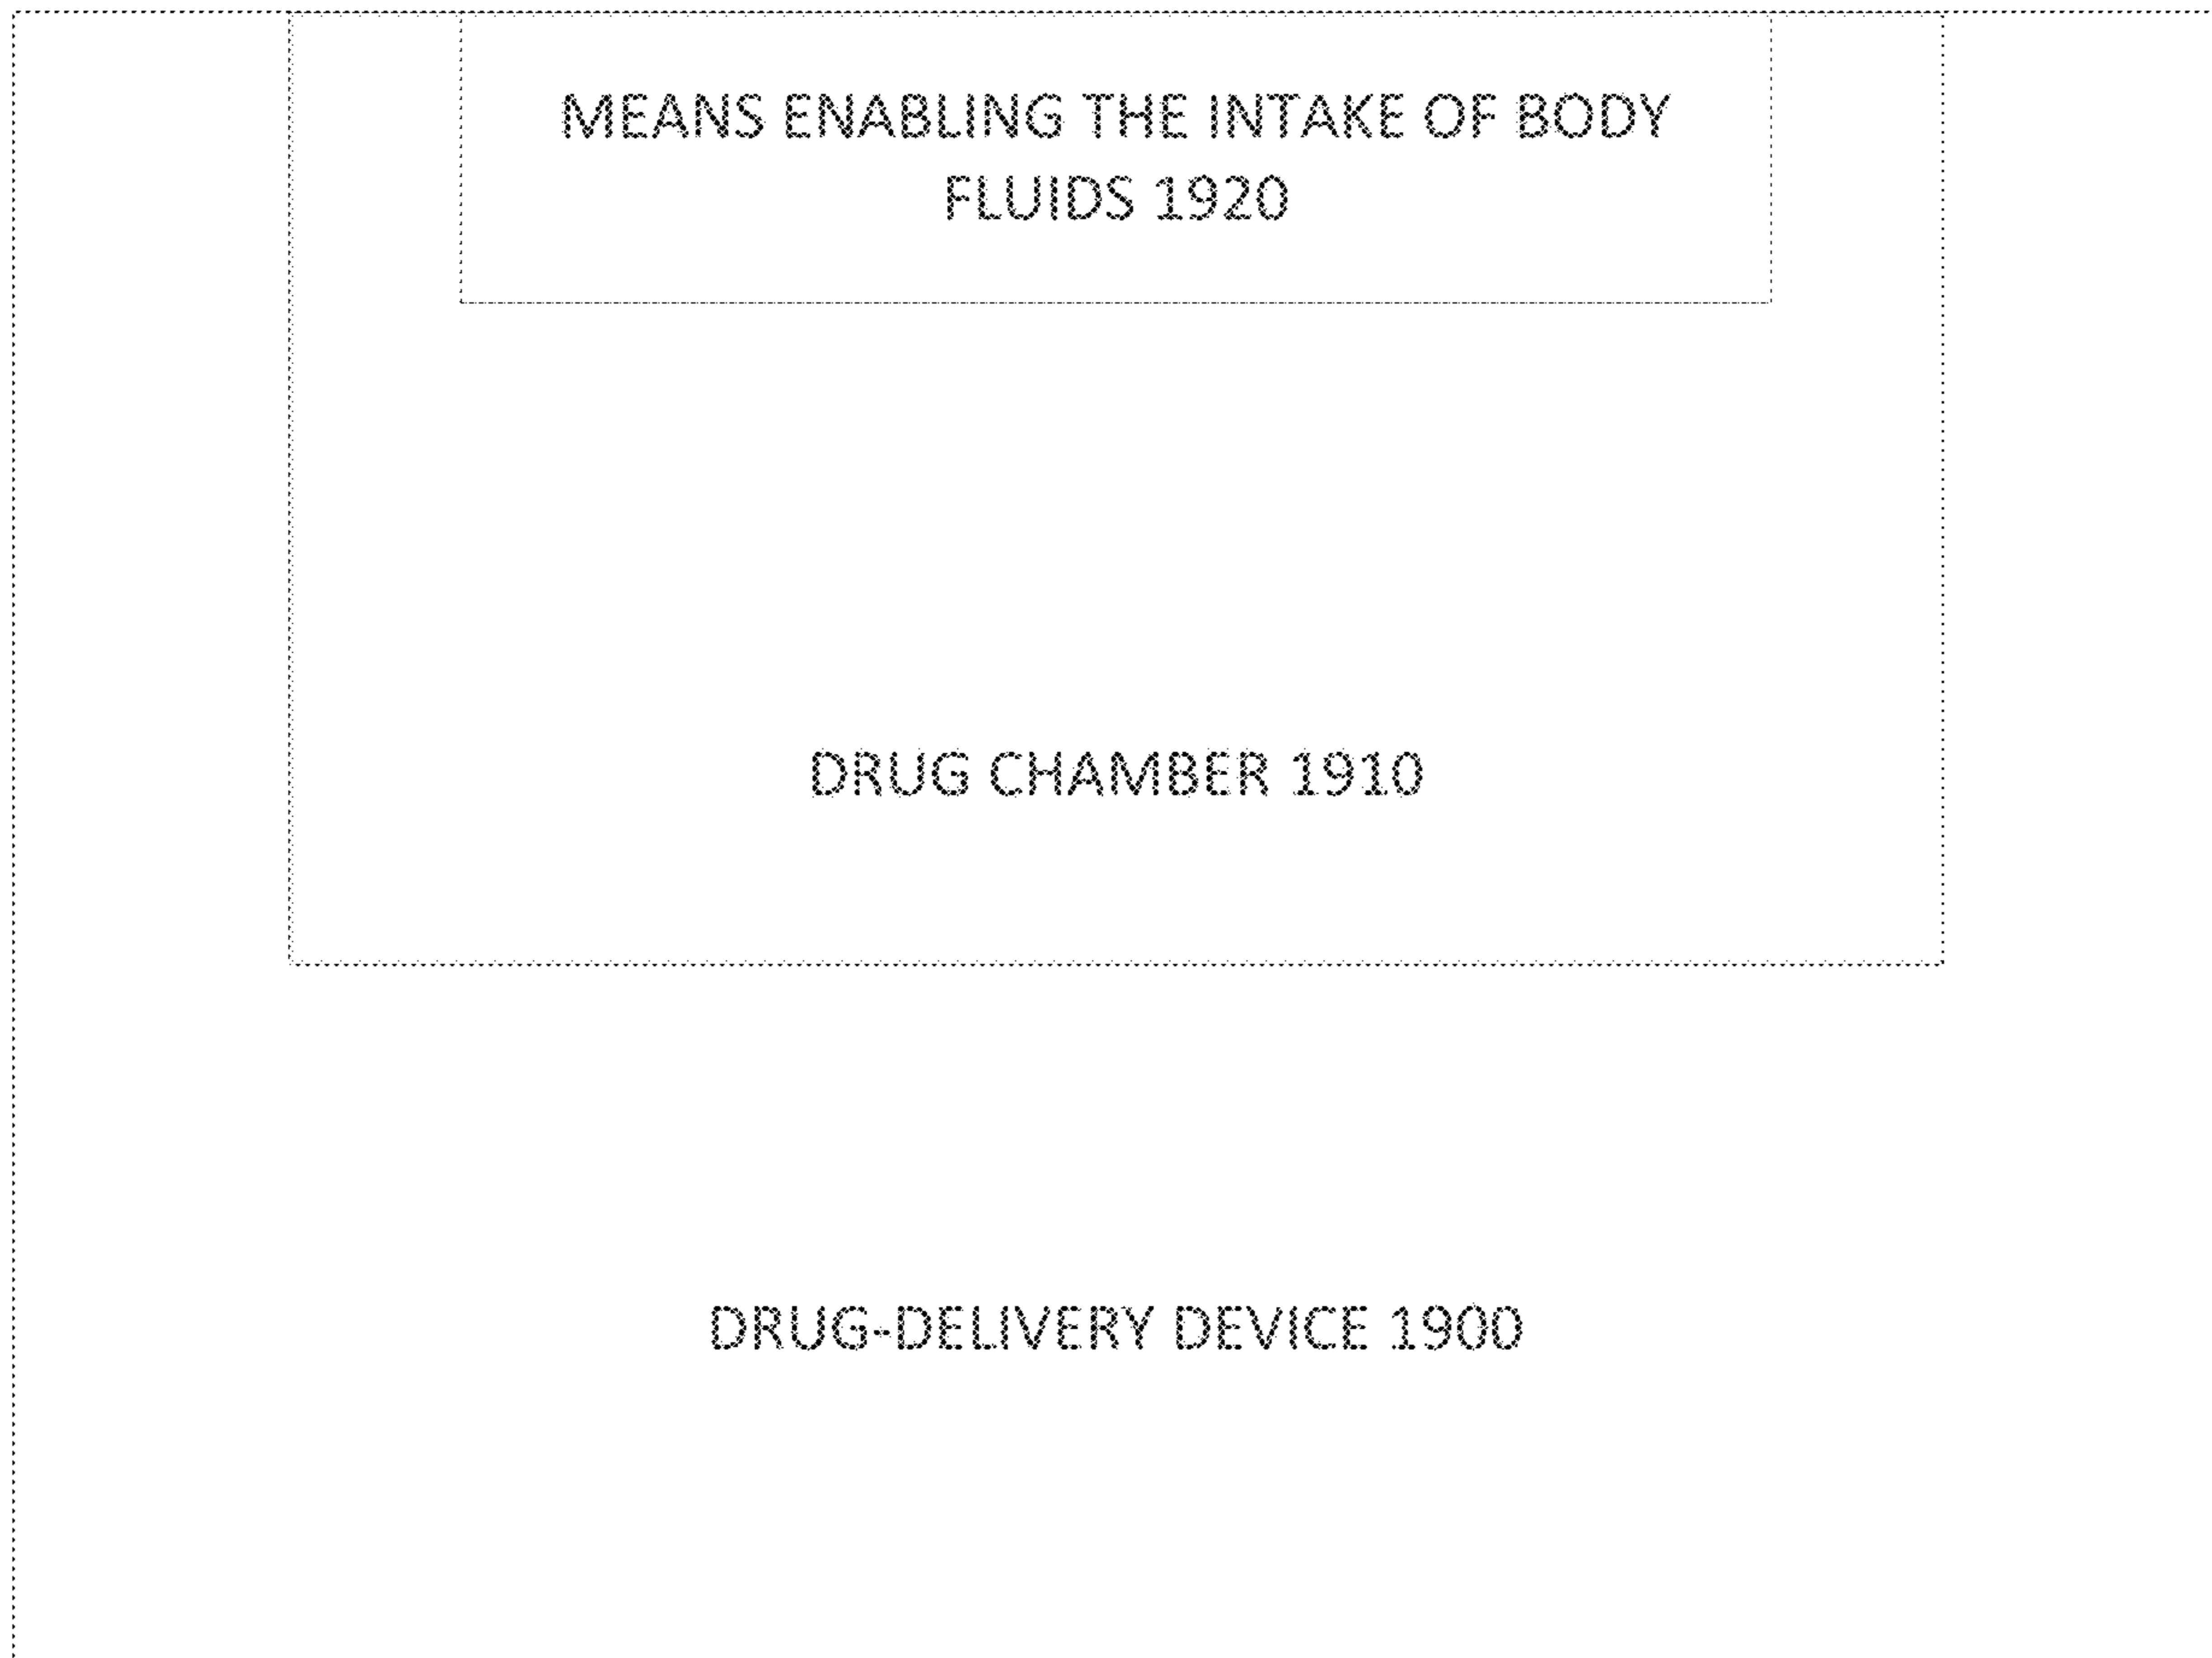 MEANS ENABLING THE INTAKE OF BODY
FLUIDS 1920
DRUG CHAMBER 1910
DRUG-DELIVERY DEVICE 1900